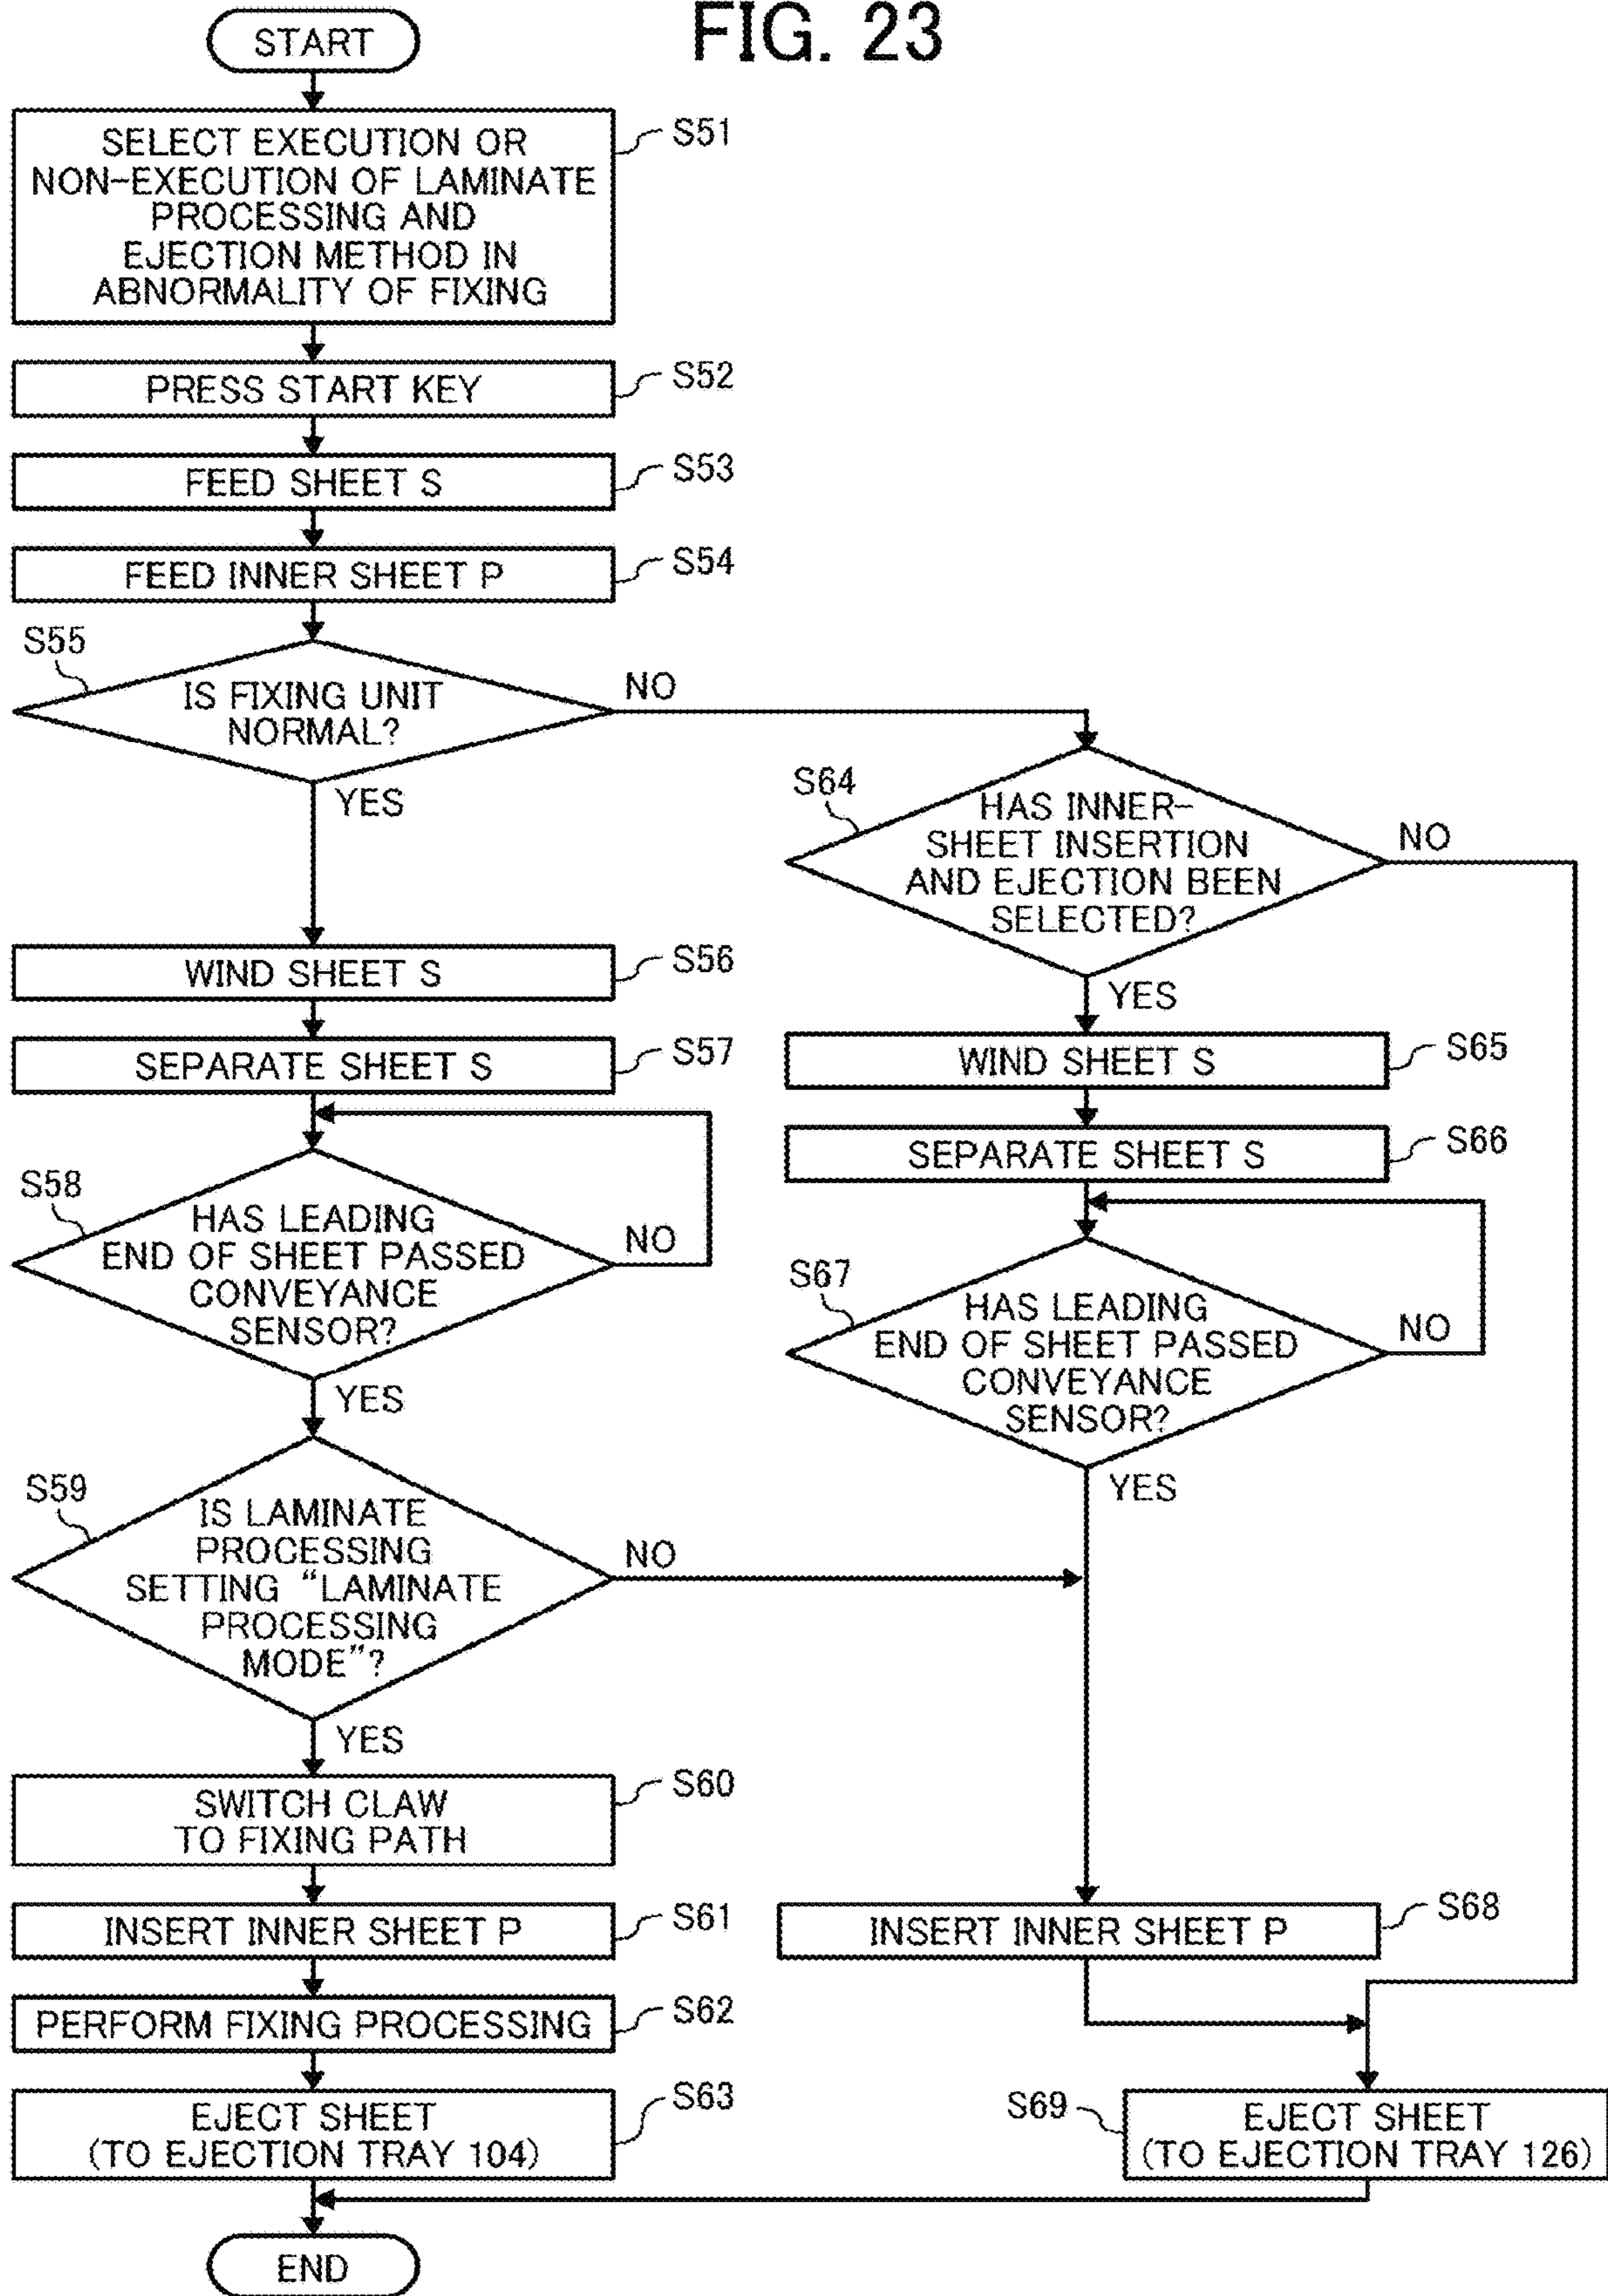 FIG. 23
START
SELECT EXECUTION OR
NON-EXECUTION OF LAMINATE
PROCESSING AND
EJECTION METHOD IN
ABNORMALITY OF FIXING
S51
PRESS START KEY
S52
FEED SHEET S
S53
FEED INNER SHEET P
S54
S55
IS FIXING UNIT
NORMAL?
NO
YES
S64
HAS INNER-
SHEET INSERTION
AND EJECTION BEEN
SELECTED?
NO
YES
WIND SHEET S
S56
SEPARATE SHEET S
S57
WIND SHEET S
S65
SEPARATE SHEET S
S66
S58
HAS LEADING
END OF SHEET PASSED
CONVEYANCE
SENSOR?
NO
YES
S67
HAS LEADING
END OF SHEET PASSED
CONVEYANCE
SENSOR?
NO
YES
S59
IS LAMINATE
PROCESSING
SETTING “LAMINATE
PROCESSING
MODE”?
NO
YES
SWITCH CLAW
TO FIXING PATH
S60
INSERT INNER SHEET P
S61
INSERT INNER SHEET P
S68
PERFORM FIXING PROCESSING
S62
EJECT SHEET
(TO EJECTION TRAY 104)
S63
S69
EJECT SHEET
(TO EJECTION TRAY 126)
END